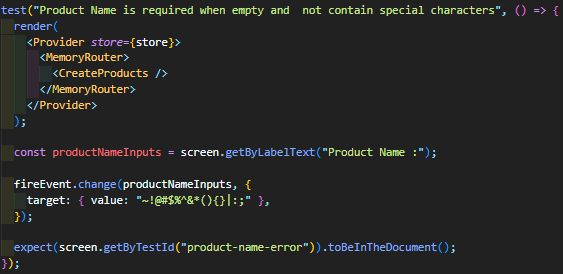 test("Product Name is required when empty and  not contain special characters", () => {
  render(
    <Provider store={store}>
      <MemoryRouter>
        <CreateProducts />
      </MemoryRouter>
    </Provider>
  );

  const productNameInputs = screen.getByLabelText("Product Name :");

  fireEvent.change(productNameInputs, {
    target: { value: "~!@#$%^&*(){}|:;" },
  });

  expect(screen.getByTestId("product-name-error")).toBeInTheDocument();
});